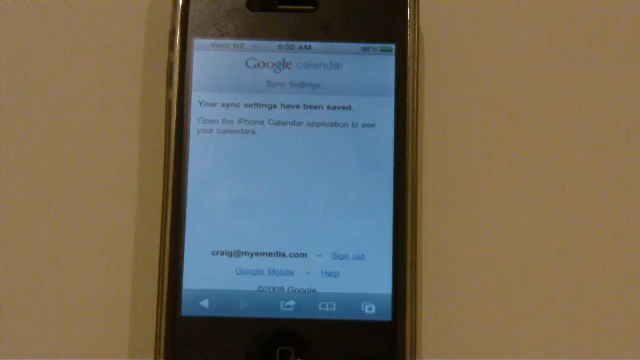 8:50 AM
Google calendar
Sync Settings
Your sync settings have been saved.
Open the iPhone Calendar application to see
your calendars.
craig@myemedia.com – Sign out
Google Mobile – Help
©2009 Google